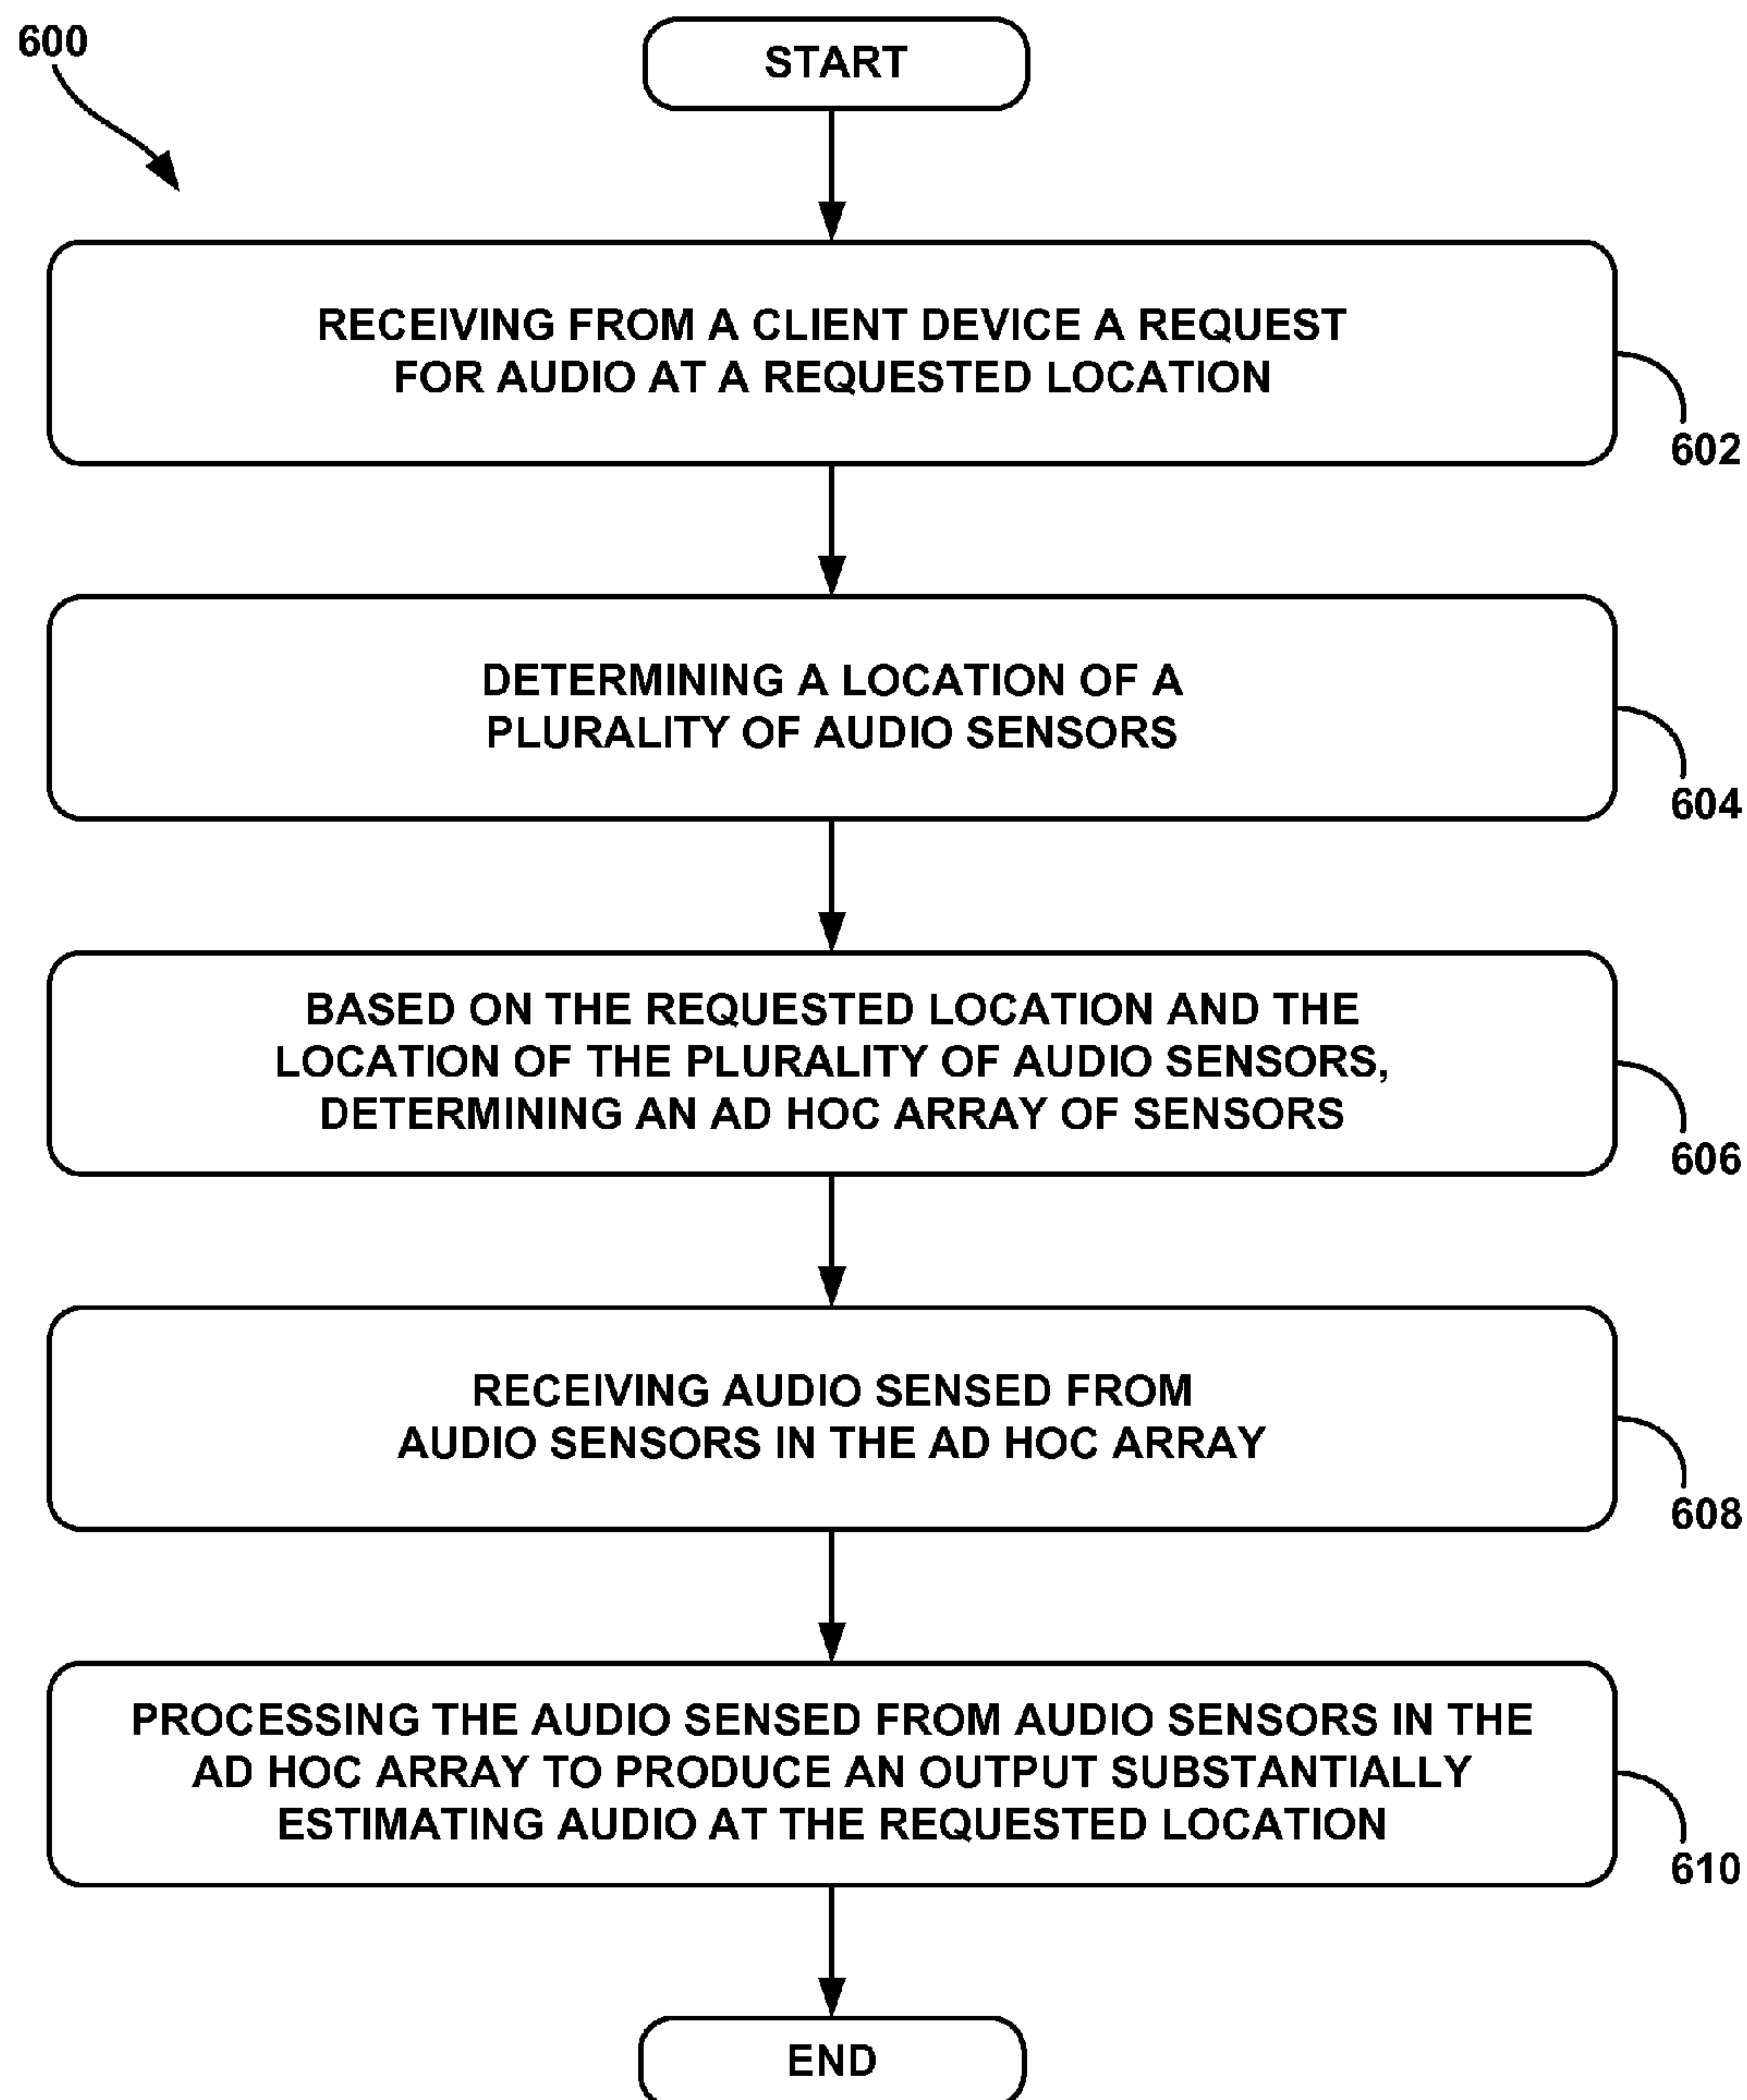 600
START
RECEIVING FROM A CLIENT DEVICE A REQUEST
FOR AUDIO AT A REQUESTED LOCATION
602
DETERMINING A LOCATION OF A
PLURALITY OF AUDIO SENSORS
604
BASED ON THE REQUESTED LOCATION AND THE
LOCATION OF THE PLURALITY OF AUDIO SENSORS,
DETERMINING AN AD HOC ARRAY OF SENSORS
606
RECEIVING AUDIO SENSED FROM
AUDIO SENSORS IN THE AD HOC ARRAY
608
PROCESSING THE AUDIO SENSED FROM AUDIO SENSORS IN THE
AD HOC ARRAY TO PRODUCE AN OUTPUT SUBSTANTIALLY
ESTIMATING AUDIO AT THE REQUESTED LOCATION
610
END